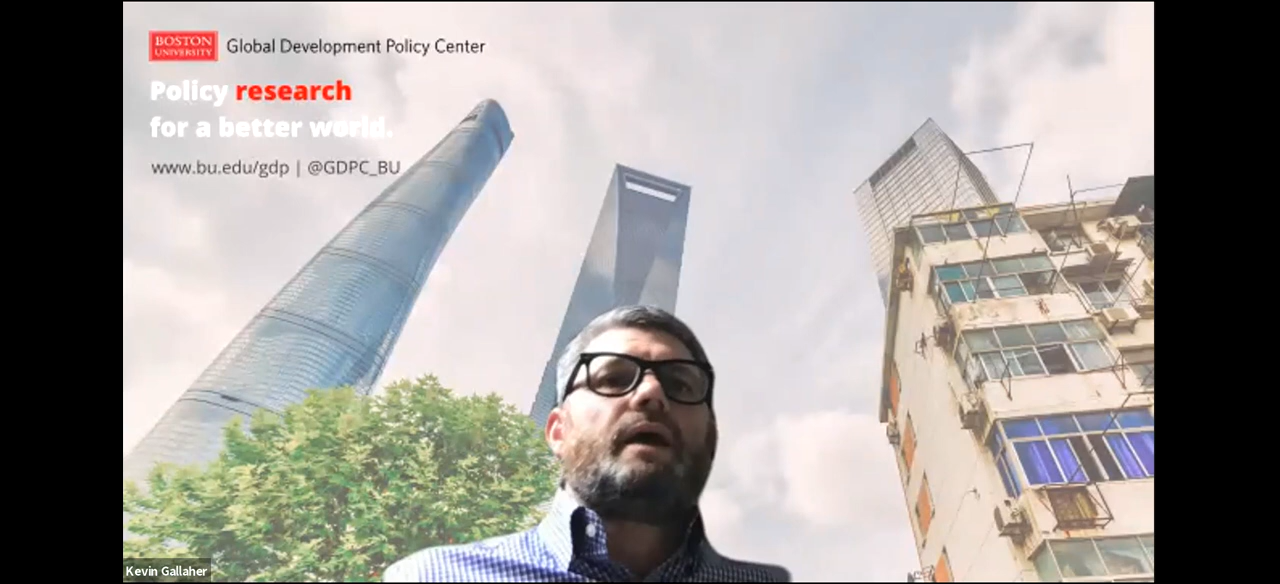 BOSTON
UNIVERSITY
Global Development Policy Center
Policy research
for a better world.
www.bu.edu/gdp | @GDPC_BU
Kevin Gallaher